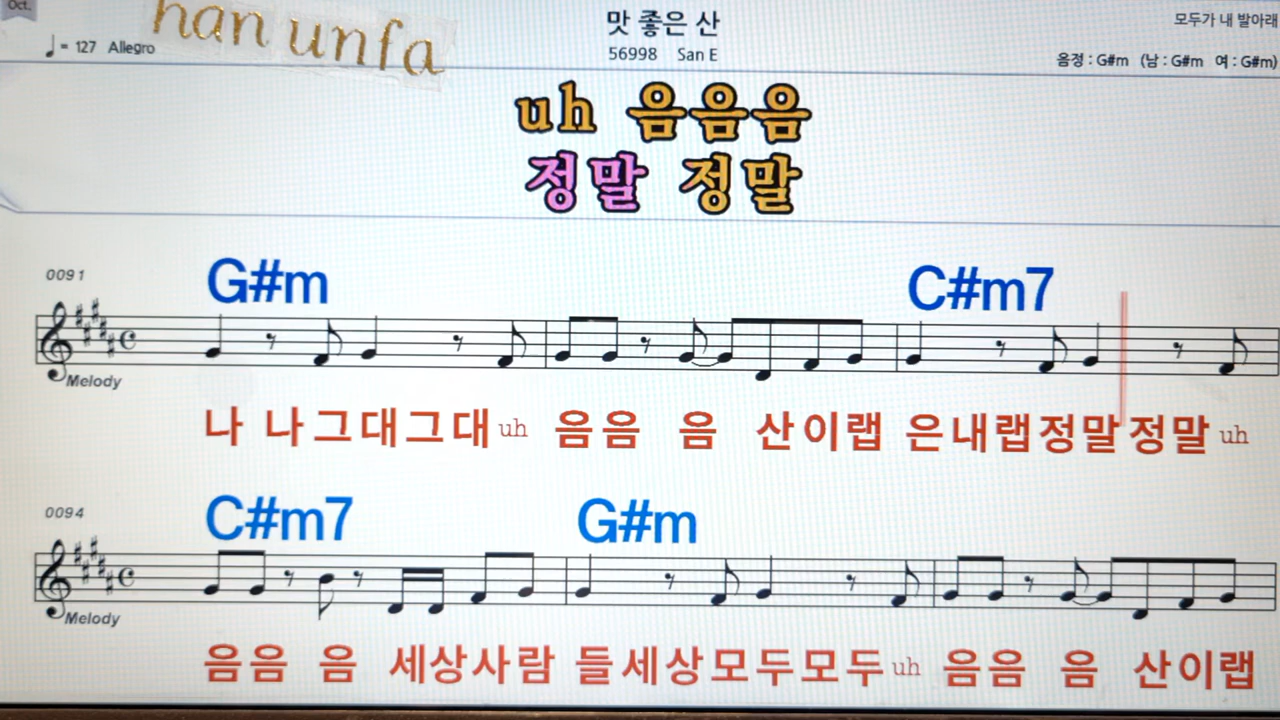 Oct.
han unfa
♩= 127 Allegro
맛 좋은 산
56998 San E
모두가 내 발아래
음정 : G#m (남 : G#m 여 : G#m)
uh 음음음
정말 정말
0091
G#m C#m7
Melody
나 나그대그대 uh 음음 음 산이랩 은내랩정말정말 uh
0094
C#m7 G#m
Melody
음음 음 세상사람 들세상모두모두 uh 음음 음 산이랩